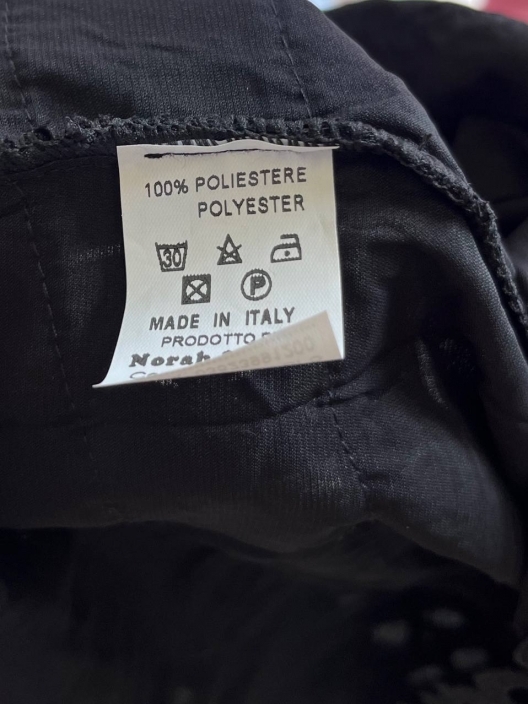 100% POLIESTERE
POLYESTER
30
P
MADE IN ITALY
PRODOTTO
Norah